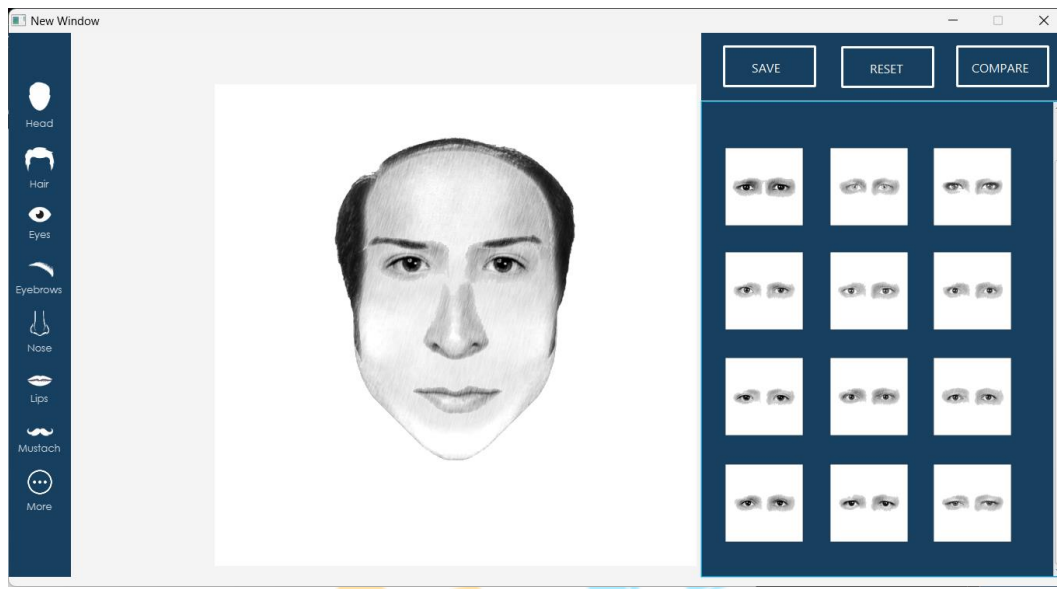 New Window
Head
Hair
Eyes
Eyebrows
Nose
Lips
Mustach
More
SAVE
RESET
COMPARE